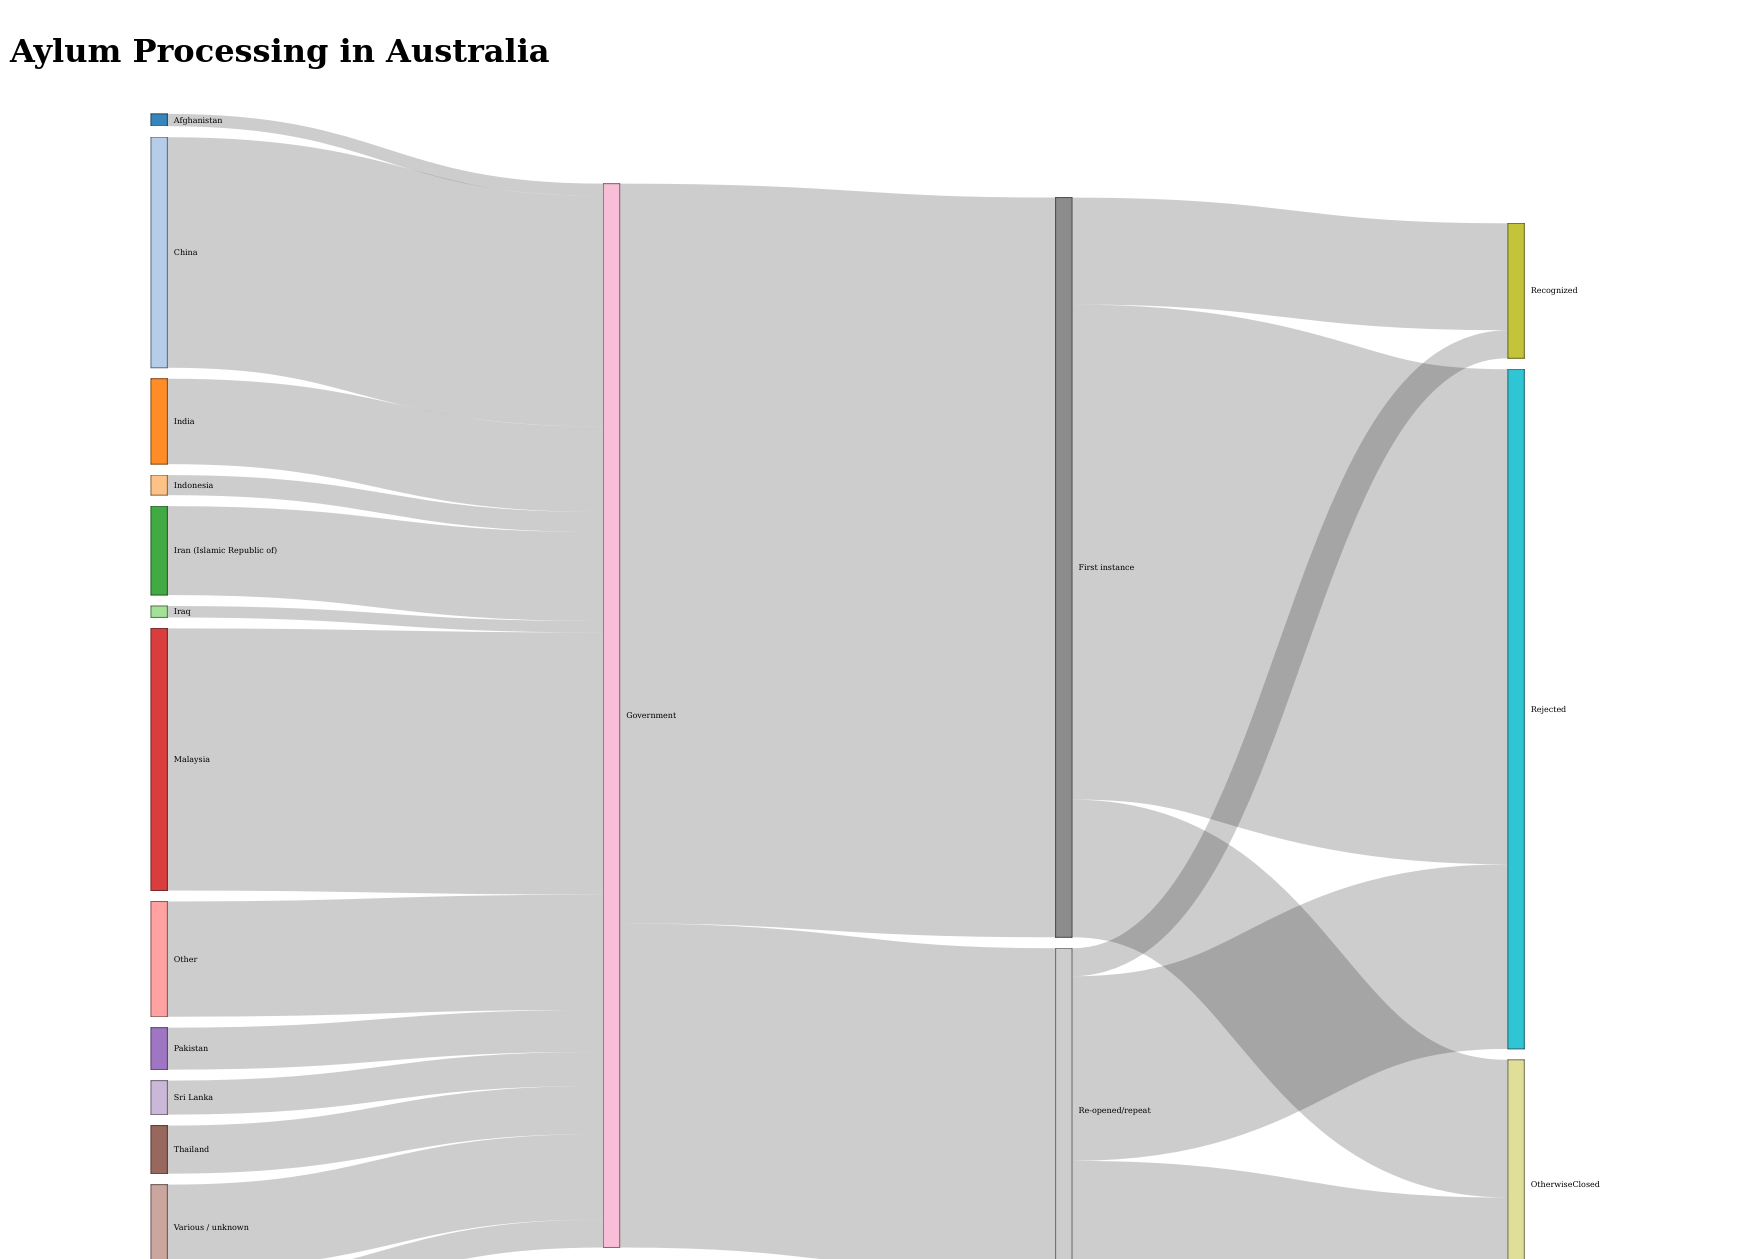 Aylum Processing in Australia
Afghanistan
China
India
Indonesia
Iran (Islamic Republic of)
Iraq
Malaysia
Other
Pakistan
Sri Lanka
Thailand
Various / unknown
Government
First instance
Re-opened/repeat
Recognized
Rejected
OtherwiseClosed